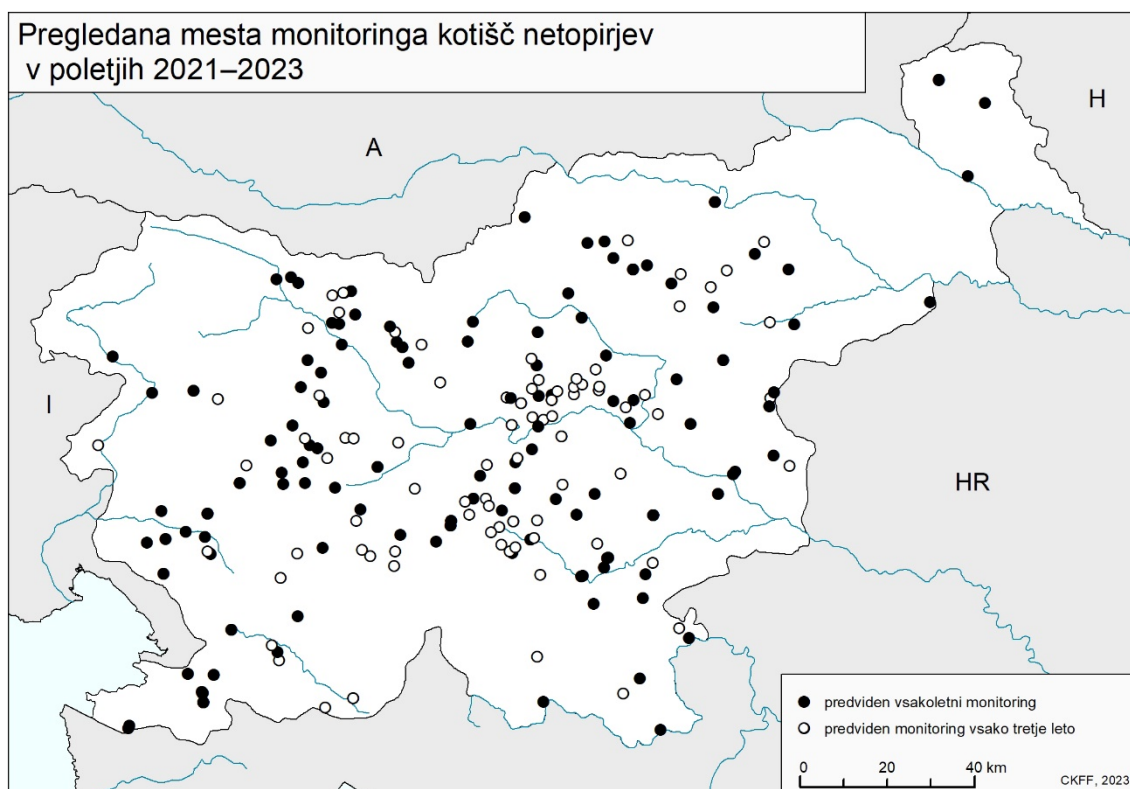 Pregledana mesta monitoringa kotišč netopirjev
v poletjih 2021–2023
A
H
I
HR
predviden vsakoletni monitoring
predviden monitoring vsako tretje leto
0 20 40 km
CKFF, 2023